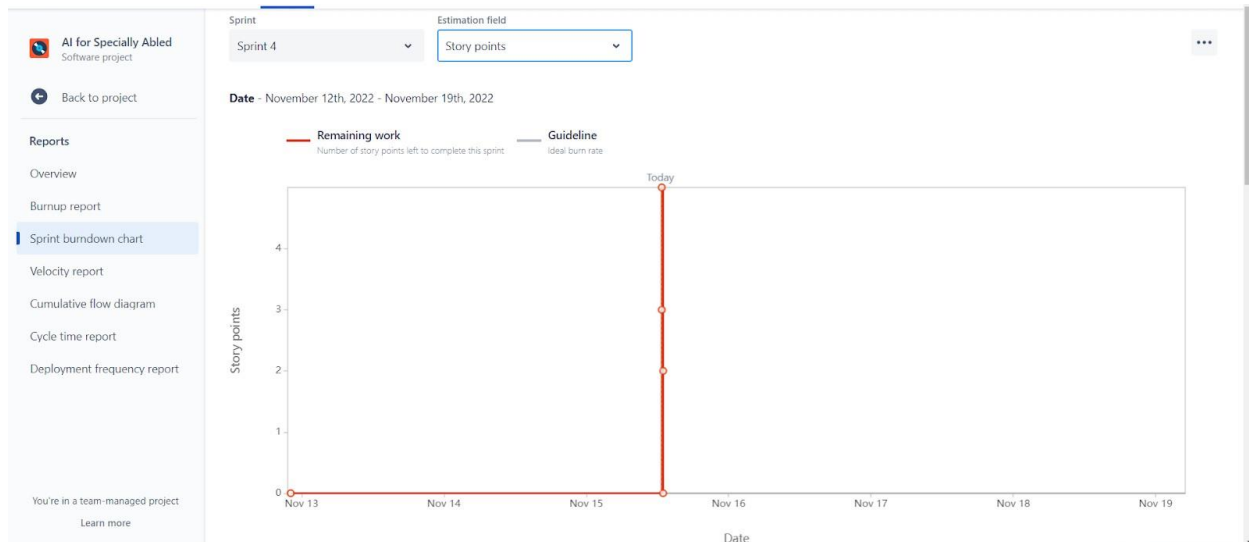 Sprint
Estimation field
Sprint 4
Story points
AI for Specially Abled
Software project
Back to project
Date - November 12th, 2022 - November 19th, 2022
Reports
Remaining work
Number of story points left to complete this sprint
Guideline
Ideal burn rate
Overview
Burnup report
Sprint burndown chart
Velocity report
Cumulative flow diagram
Cycle time report
Deployment frequency report
You're in a team-managed project
Learn more
Today
Story points
4
3
2
1
0
Nov 13
Nov 14
Nov 15
Nov 16
Nov 17
Nov 18
Nov 19
Date